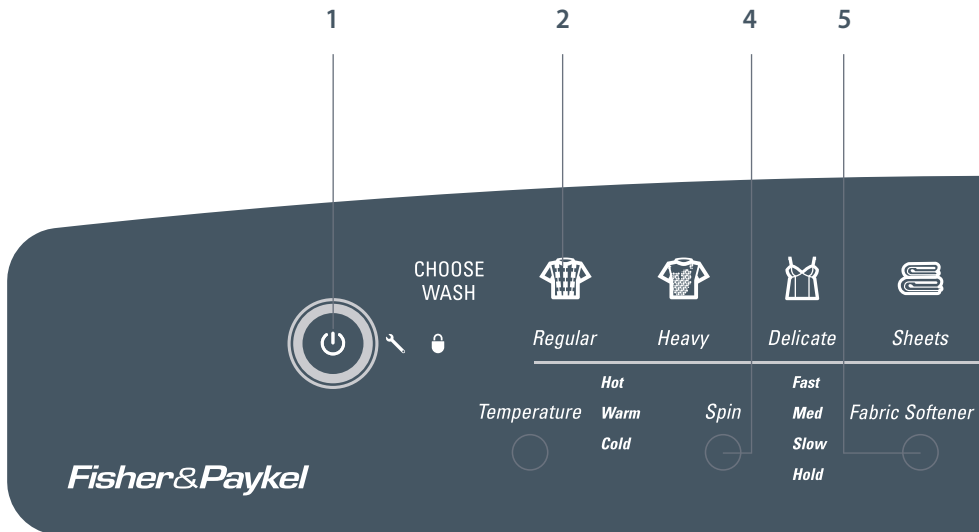 1 2 4 5
CHOOSE
WASH
Regular Heavy Delicate Sheets
Hot Fast
Temperature Warm Spin Med Fabric Softener
Cold Slow
Hold
Fisher&Paykel